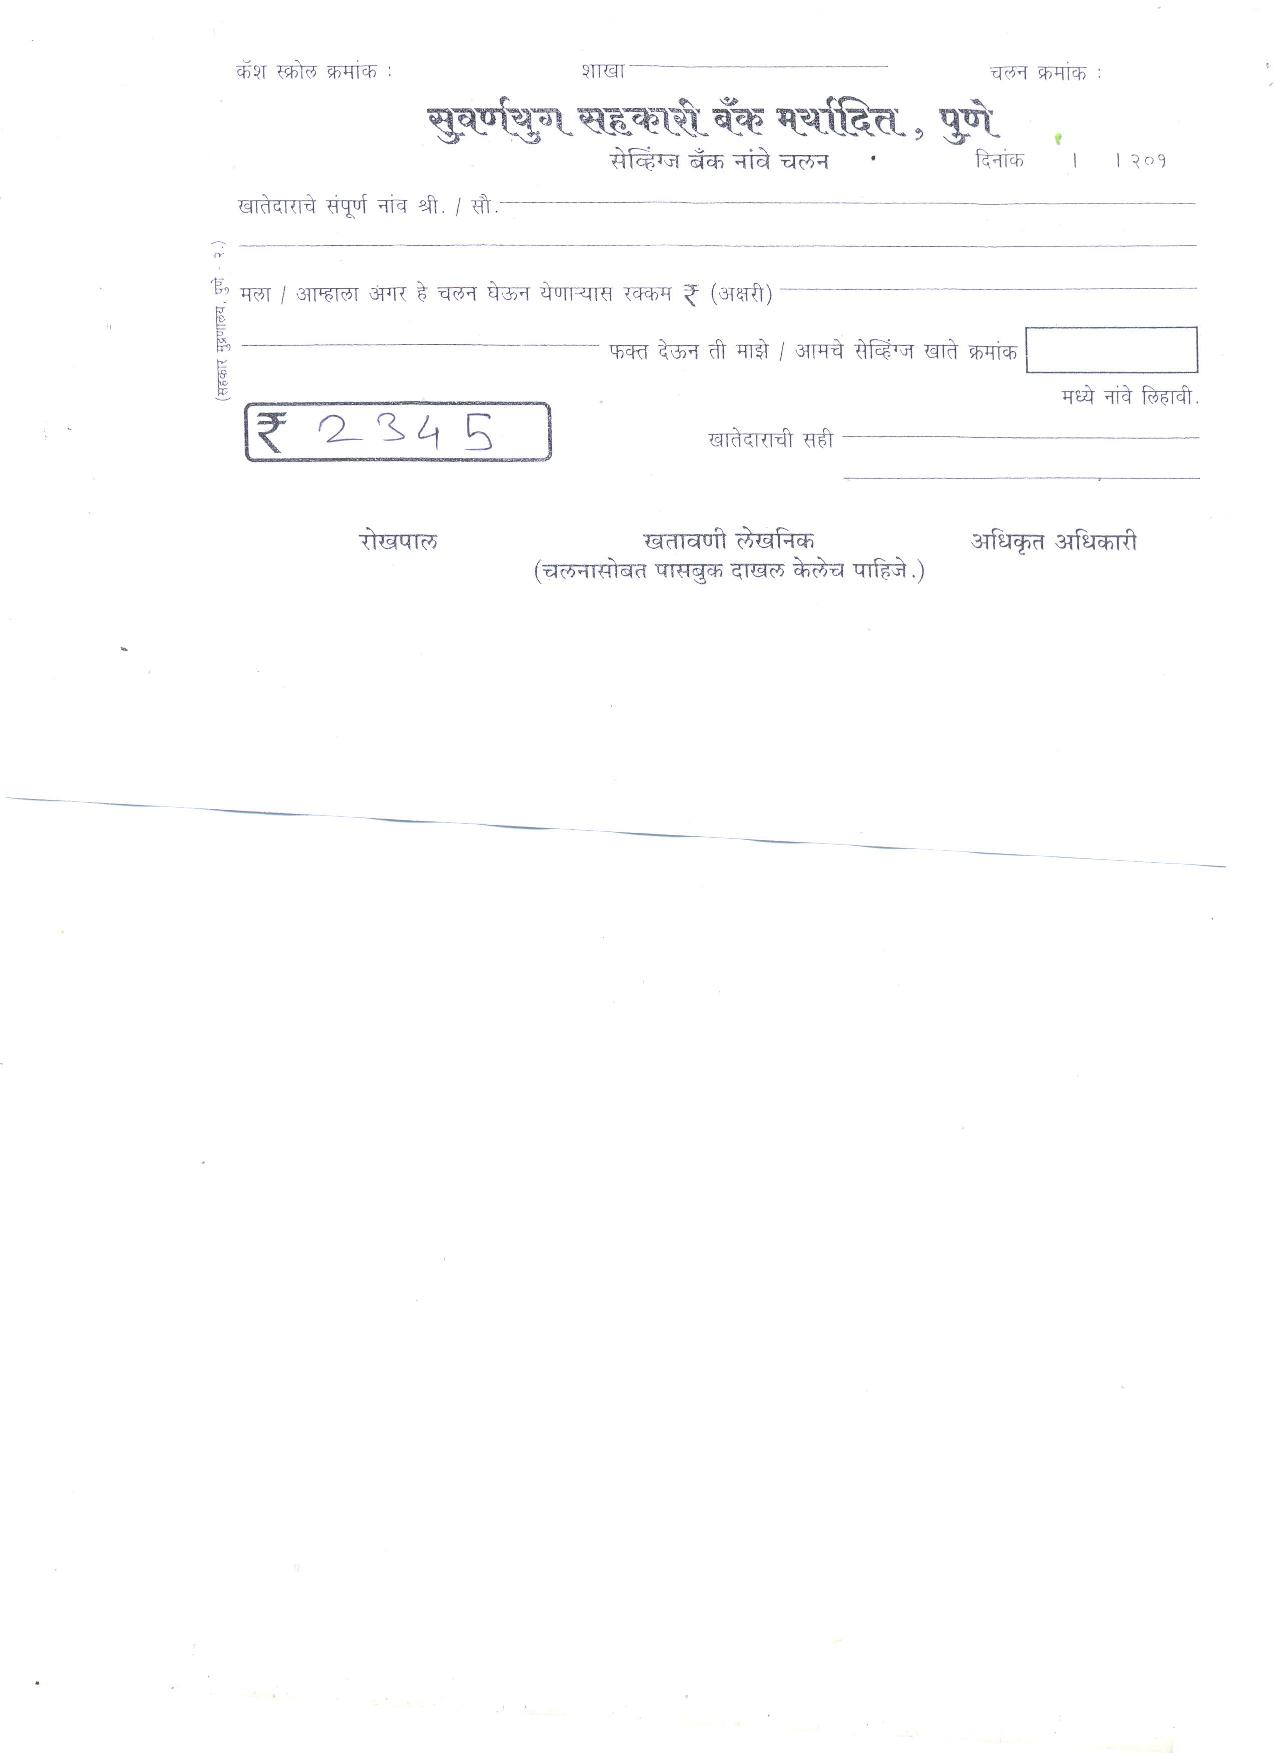 कॅश स्क्रोल क्रमांक : शाखा चलन क्रमांक :
सुवर्णयुग सहकारी बँक मर्यादित, पुणे
सेव्हिंग्ज बँक नांवे चलन दिनांक । । २०१
खातेदाराचे संपूर्ण नांव श्री. / सौ.
मला / आम्हाला अगर हे चलन घेऊन येणाऱ्यास रक्कम ₹ (अक्षरी)
फक्त देऊन ती माझे / आमचे सेव्हिंग्ज खाते क्रमांक
मध्ये नांवे लिहावी.
₹ 2345 खातेदाराची सही
रोखपाल खतावणी लेखनिक अधिकृत अधिकारी
(चलनासोबत पासबुक दाखल केलेच पाहिजे.)
(सहकार मुद्रणालय, पुणे - २.)